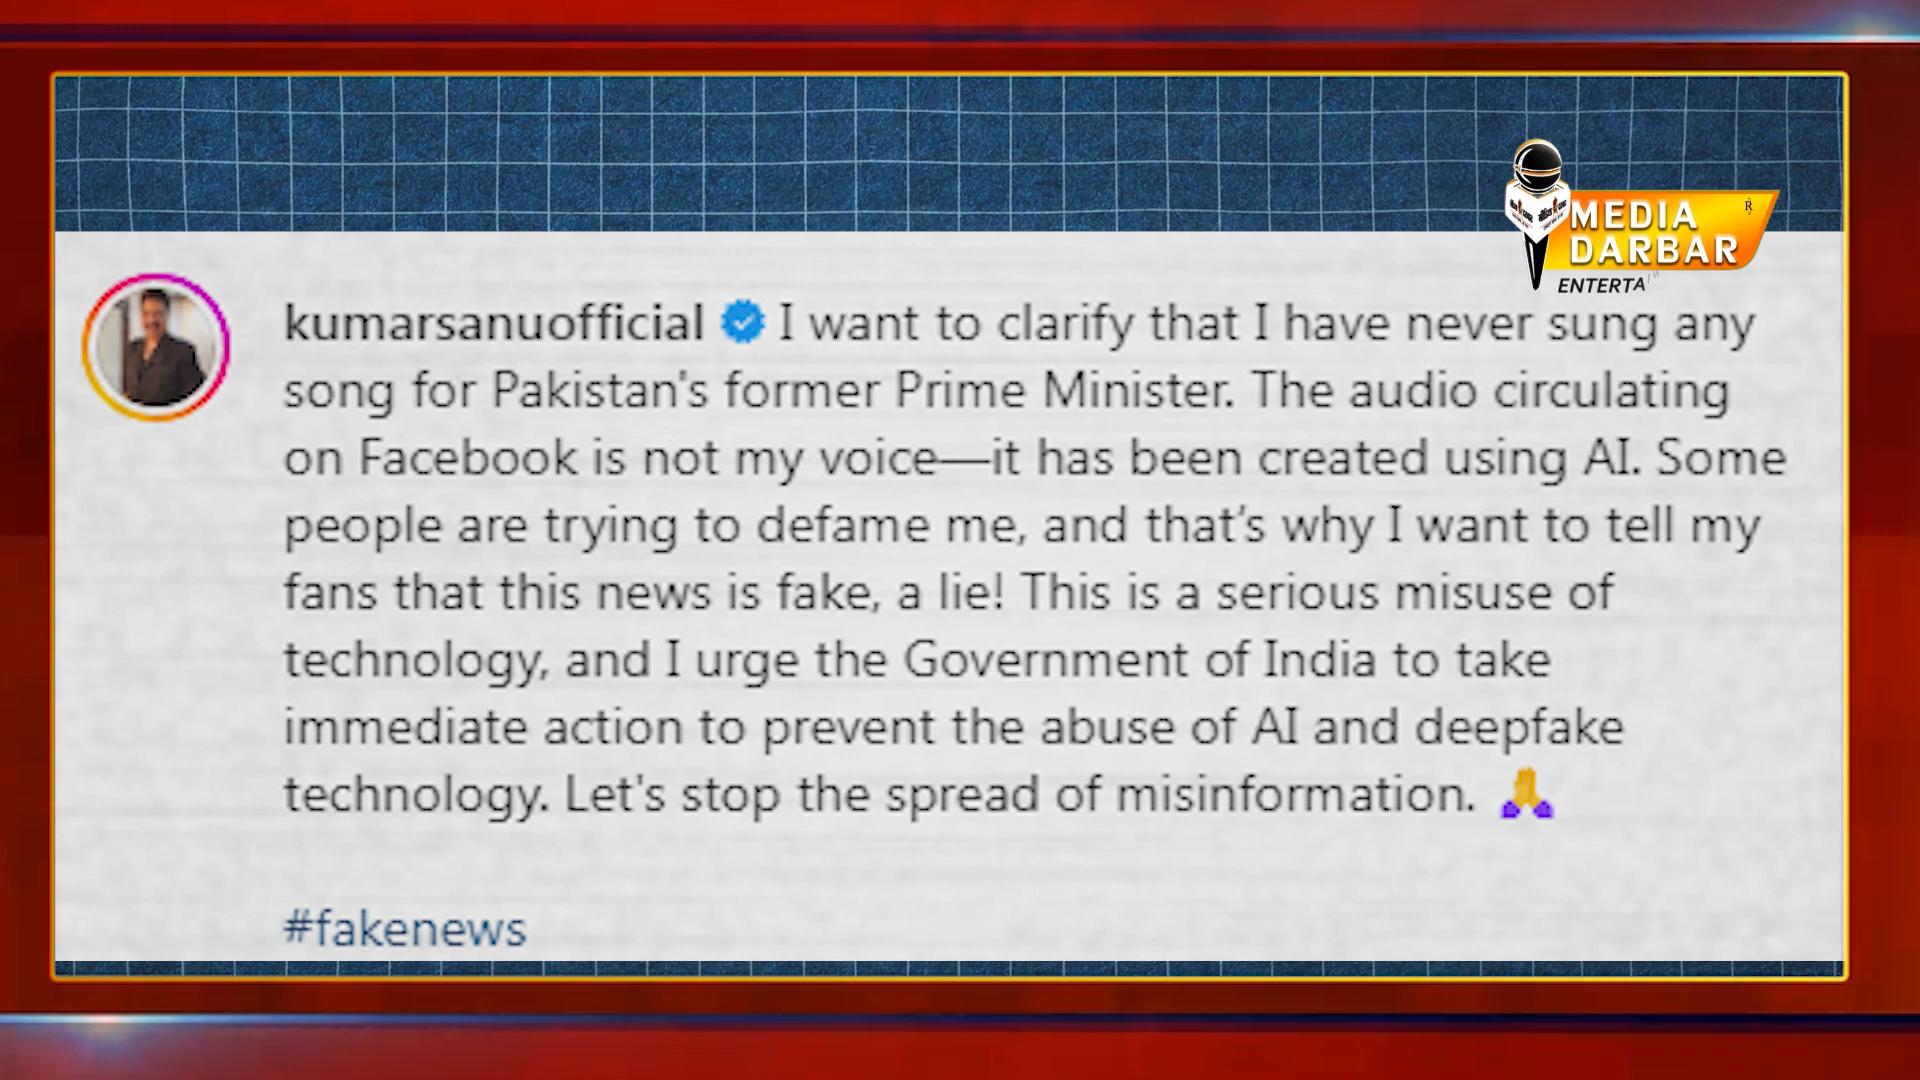 MEDIA
DARBAR
ENTERTA
kumarsanuofficial I want to clarify that I have never sung any
song for Pakistan's former Prime Minister. The audio circulating
on Facebook is not my voice—it has been created using AI. Some
people are trying to defame me, and that’s why I want to tell my
fans that this news is fake, a lie! This is a serious misuse of
technology, and I urge the Government of India to take
immediate action to prevent the abuse of AI and deepfake
technology. Let's stop the spread of misinformation. 🙏
#fakenews